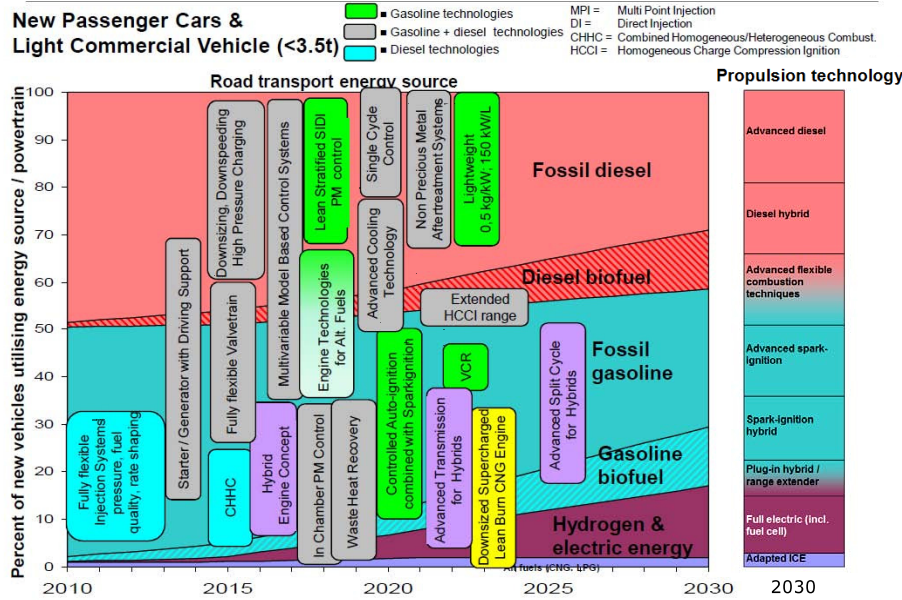 New Passenger Cars &
Light Commercial Vehicle (<3.5t)
■ Gasoline technologies
■ Gasoline + diesel technologies
■ Diesel technologies
MPI = Multi Point Injection
DI = Direct Injection
CHHC = Combined Homogeneous/Heterogeneous Combust.
HCCI = Homogeneous Charge Compression Ignition
Road transport energy source
Propulsion technology
Percent of new vehicles utilising energy source / powertrain
100
90
80
70
60
50
40
30
20
10
0
2010
2015
2020
2025
2030
Fully flexible
Injection Systems
pressure, fuel
quality, rate shaping
Starter / Generator with Driving Support
Downsizing, Downspeeding
High Pressure Charging
Fully flexible Valvetrain
CHHC
Hybrid
Engine Concept
Multivariable Model Based Control Systems
Lean Stratified SIDI
PM control
Engine Technologies
for Alt. Fuels
In Chamber PM Control
Waste Heat Recovery
Single Cycle
Control
Advanced Cooling
Technology
Controlled Auto-ignition
combined with Sparkignition
Non Precious Metal
Aftertreatment Systems
Lightweight
0,5 kg/kW, 150 kW/L
Extended
HCCI range
VCR
Advanced Transmission
for Hybrids
Downsized Supercharged
Lean Burn CNG Engine
Advanced Split Cycle
for Hybrids
Fossil diesel
Diesel biofuel
Fossil
gasoline
Gasoline
biofuel
Hydrogen &
electric energy
fuels (CNG. LPG)
Advanced diesel
Diesel hybrid
Advanced flexible
combustion
techniques
Advanced spark-
ignition
Spark-ignition
hybrid
Plug-in hybrid /
range extender
Full electric (incl.
fuel cell)
Adapted ICE
2030